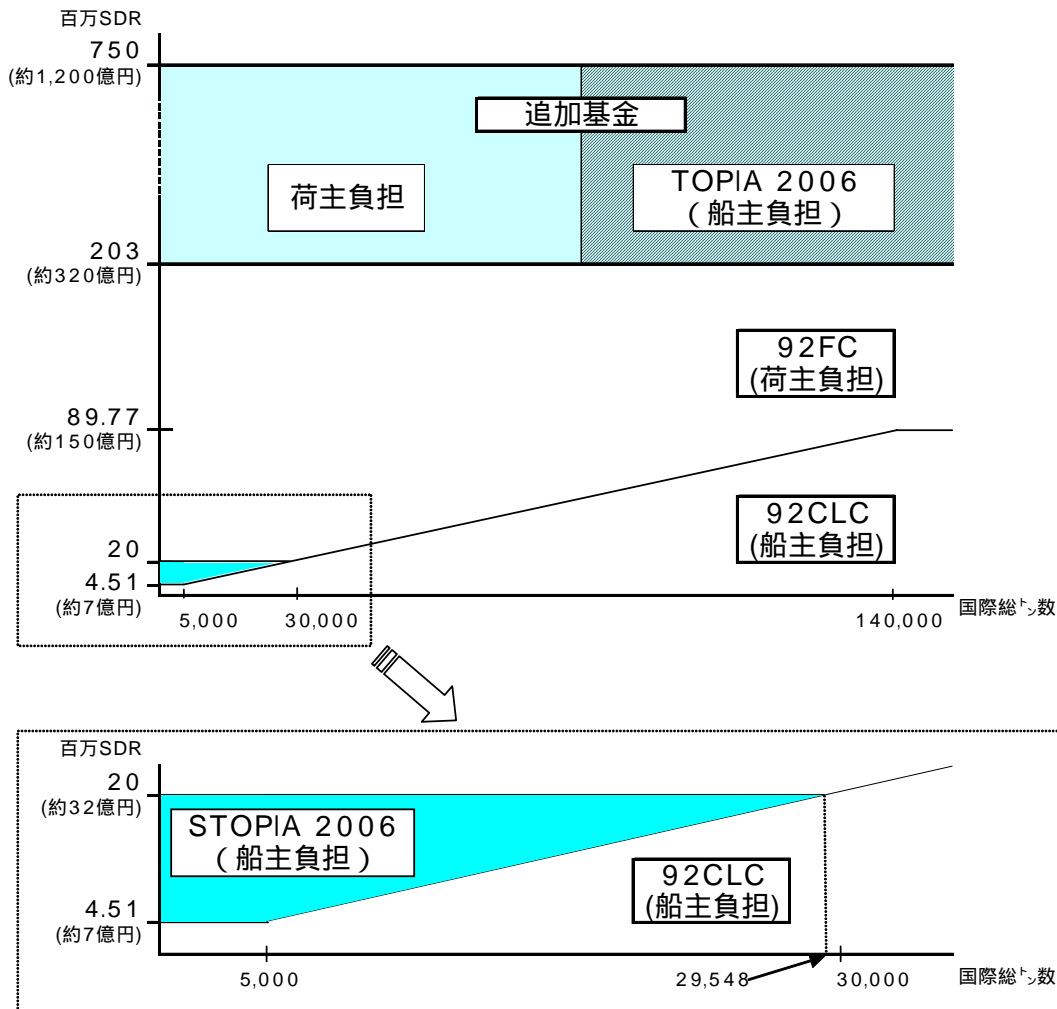 百万SDR
750
(約1,200億円)
追加基金
荷主負担
TOPIA 2006
(船主負担)
203
(約320億円)
92FC
(荷主負担)
89.77
(約150億円)
92CLC
(船主負担)
20
4.51
(約7億円)
5,000
30,000
140,000
国際総トン数
百万SDR
20
(約32億円)
STOPIA 2006
(船主負担)
92CLC
(船主負担)
4.51
(約7億円)
5,000
29,548
30,000
国際総トン数